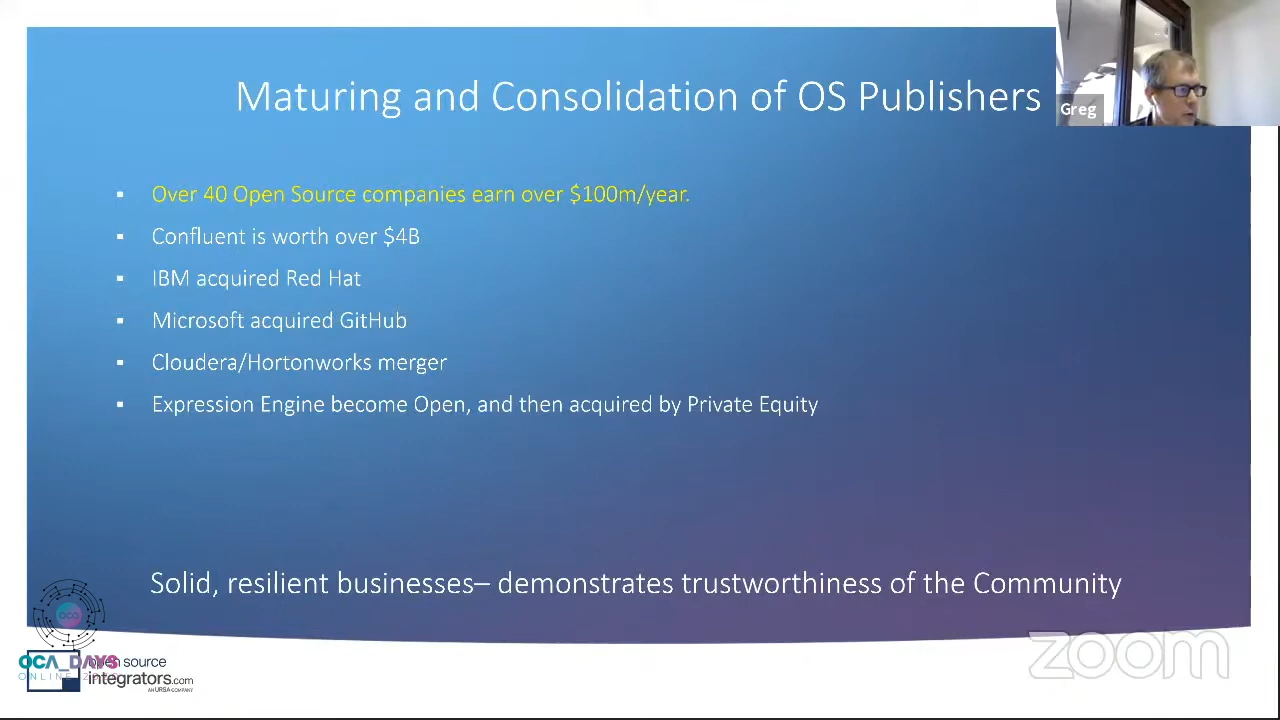 Maturing and Consolidation of OS Publishers
Greg
▪ Over 40 Open Source companies earn over $100m/year.
▪ Confluent is worth over $4B
▪ IBM acquired Red Hat
▪ Microsoft acquired GitHub
▪ Cloudera/Hortonworks merger
▪ Expression Engine become Open, and then acquired by Private Equity
Solid, resilient businesses– demonstrates trustworthiness of the Community
OCA
OCA_DAYS
ONLINE
open source
integrators.com
AN URSA COMPANY
zoom